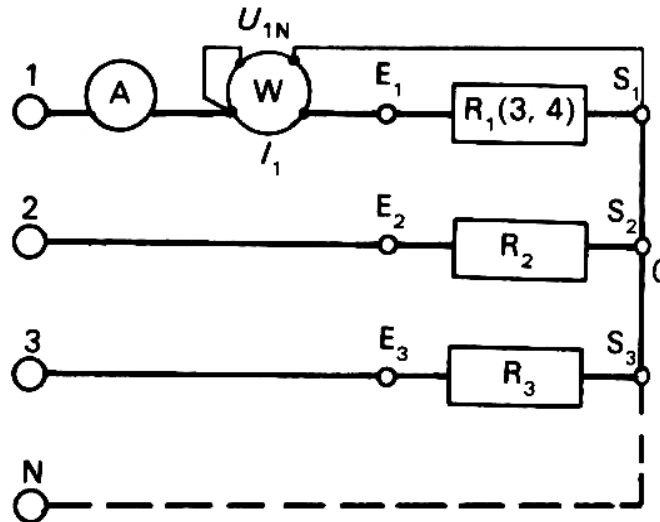 U₁N
1 A W E₁ R₁(3, 4) S₁
I₁
2 E₂ R₂ S₂
3 E₃ R₃ S₃
N